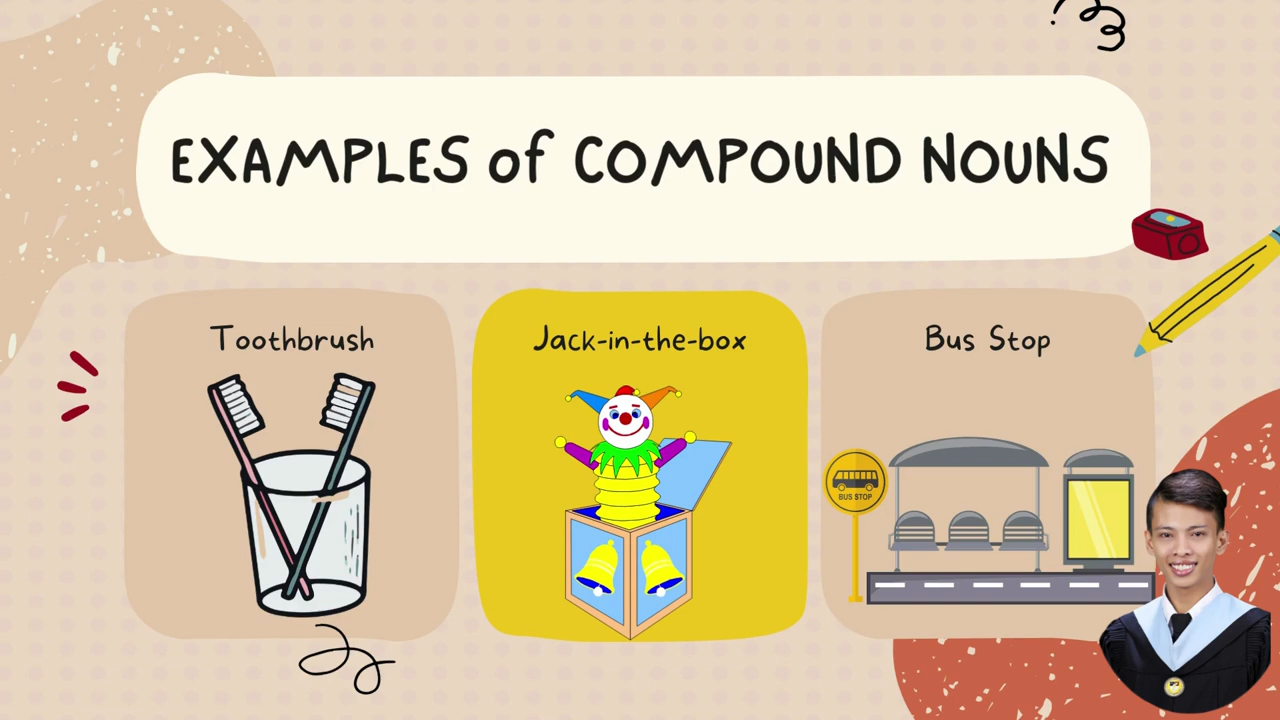 EXAMPLES of COMPOUND NOUNS
Toothbrush
Jack-in-the-box
Bus Stop
BUS STOP